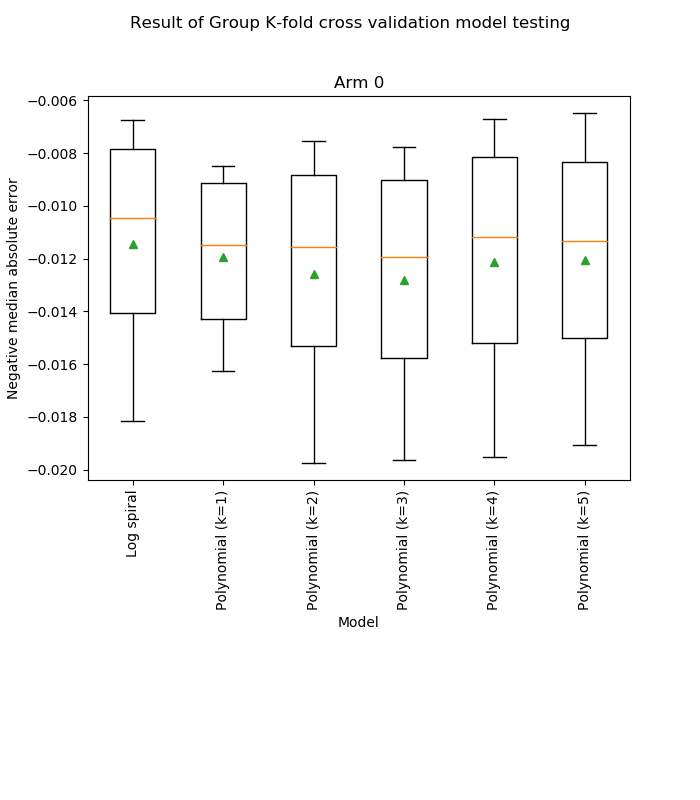 Result of Group K-fold cross validation model testing
Arm 0
Negative median absolute error
−0.006
−0.008
−0.010
−0.012
−0.014
−0.016
−0.018
−0.020
Log spiral
Polynomial (k=1)
Polynomial (k=2)
Polynomial (k=3)
Polynomial (k=4)
Polynomial (k=5)
Model